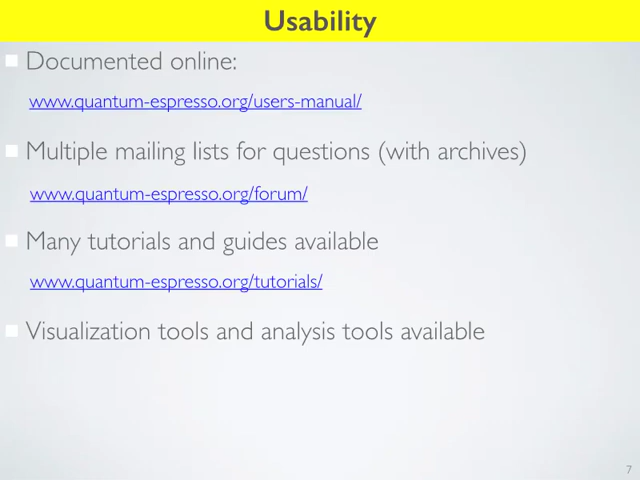 Usability
Documented online:
www.quantum-espresso.org/users-manual/
Multiple mailing lists for questions (with archives)
www.quantum-espresso.org/forum/
Many tutorials and guides available
www.quantum-espresso.org/tutorials/
Visualization tools and analysis tools available
7